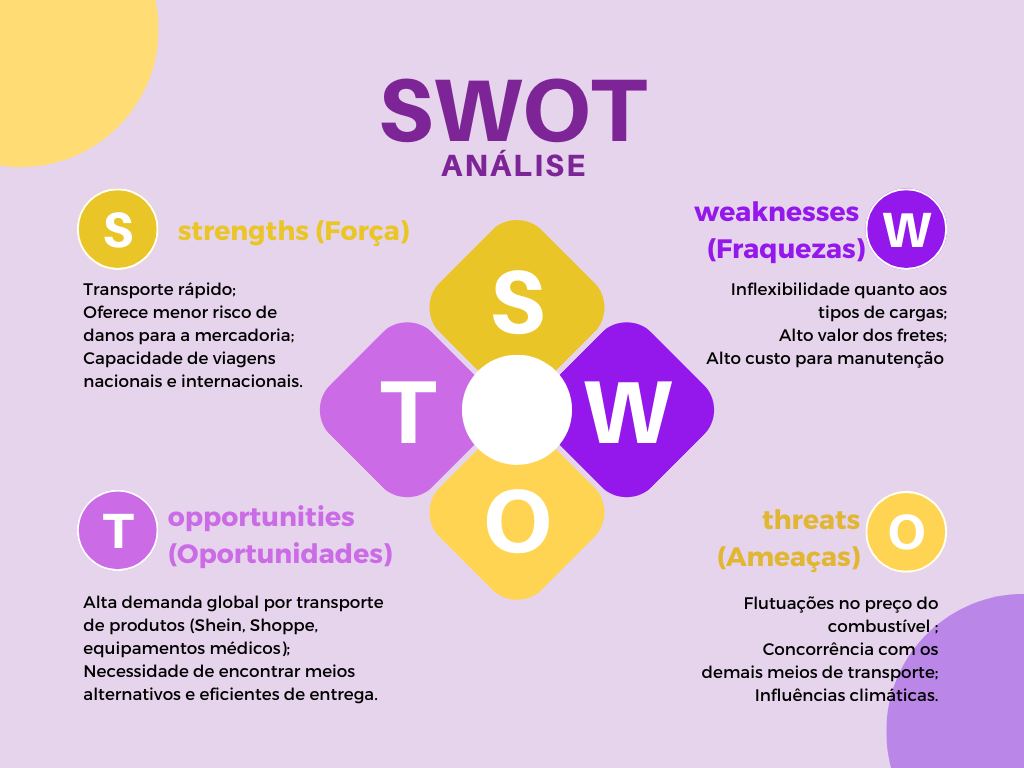 SWOT
ANÁLISE
S
strengths (Força)
Transporte rápido;
Oferece menor risco de
danos para a mercadoria;
Capacidade de viagens
nacionais e internacionais.
weaknesses
(Fraquezas)
W
Inflexibilidade quanto aos
tipos de cargas;
Alto valor dos fretes;
Alto custo para manutenção
S
T
W
O
T
opportunities
(Oportunidades)
Alta demanda global por transporte
de produtos (Shein, Shoppe,
equipamentos médicos);
Necessidade de encontrar meios
alternativos e eficientes de entrega.
threats
(Ameaças)
O
Flutuações no preço do
combustível ;
Concorrência com os
demais meios de transporte;
Influências climáticas.